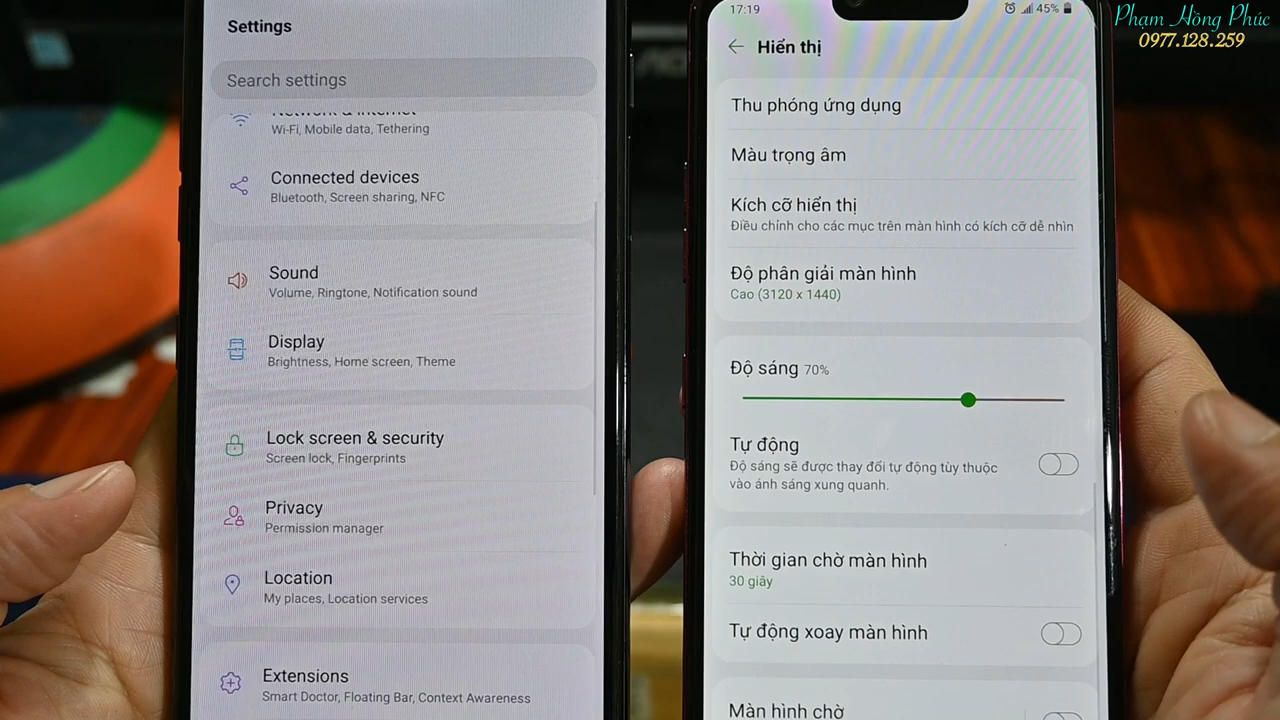 Settings
Search settings
Network & internet
Wi-Fi, Mobile data, Tethering
Connected devices
Bluetooth, Screen sharing, NFC
Sound
Volume, Ringtone, Notification sound
Display
Brightness, Home screen, Theme
Lock screen & security
Screen lock, Fingerprints
Privacy
Permission manager
Location
My places, Location services
Extensions
Smart Doctor, Floating Bar, Context Awareness
17:19
45%
Hiển thị
Thu phóng ứng dụng
Màu trọng âm
Kích cỡ hiển thị
Điều chỉnh cho các mục trên màn hình có kích cỡ dễ nhìn
Độ phân giải màn hình
Cao (3120 x 1440)
Độ sáng 70%
Tự động
Độ sáng sẽ được thay đổi tự động tùy thuộc
vào ánh sáng xung quanh.
Thời gian chờ màn hình
30 giây
Tự động xoay màn hình
Màn hình chờ
Phạm Hồng Phúc
0977.128.259